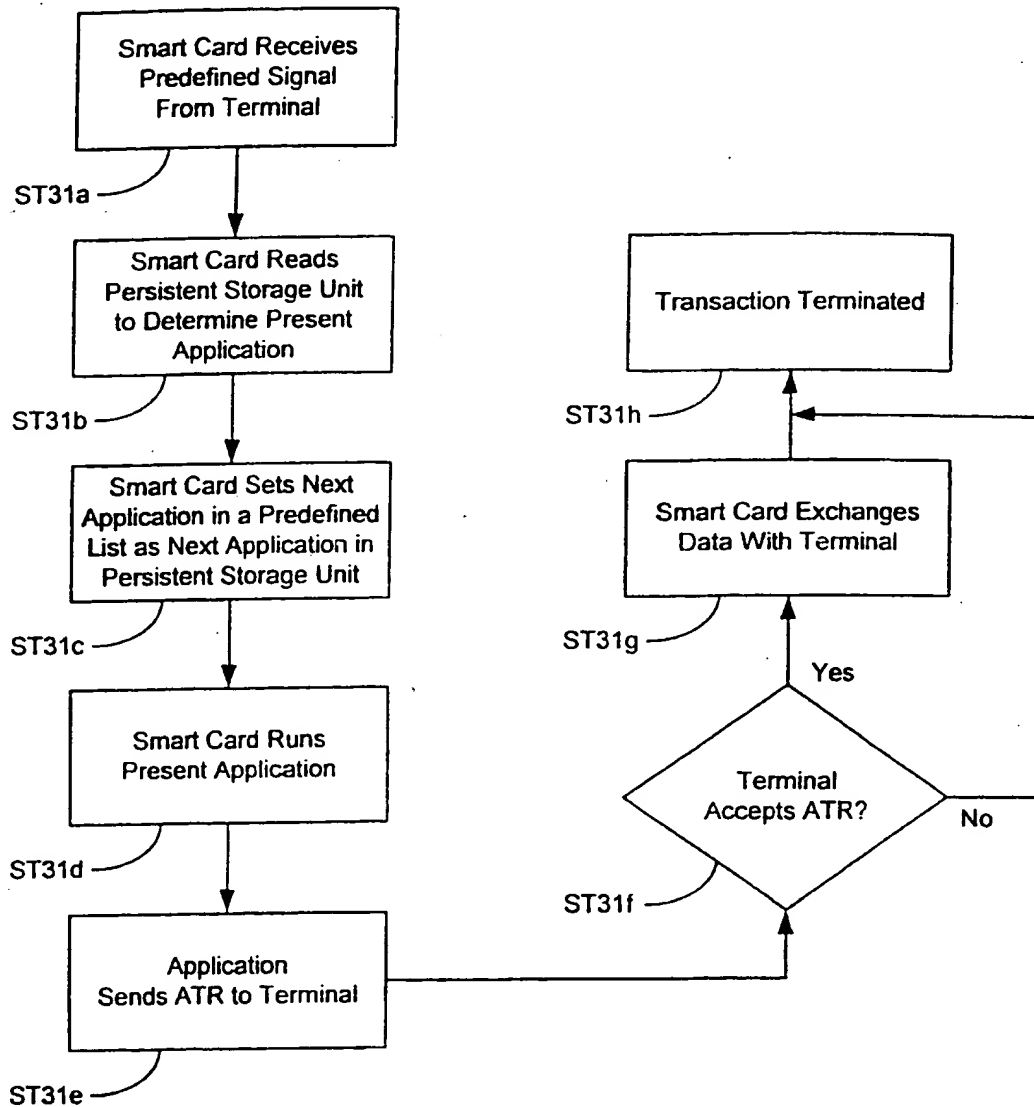 Smart Card Receives
Predefined Signal
From Terminal
ST31a
Smart Card Reads
Persistent Storage Unit
to Determine Present
Application
ST31b
Smart Card Sets Next
Application in a Predefined
List as Next Application in
Persistent Storage Unit
ST31c
Smart Card Runs
Present Application
ST31d
Application
Sends ATR to Terminal
ST31e
Transaction Terminated
ST31h
Smart Card Exchanges
Data With Terminal
ST31g
Yes
Terminal
Accepts ATR?
No
ST31f